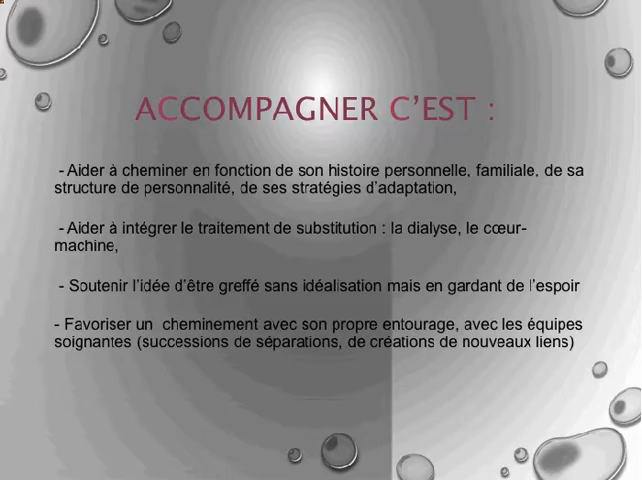 ACCOMPAGNER C'EST :
- Aider à cheminer en fonction de son histoire personnelle, familiale, de sa
structure de personnalité, de ses stratégies d'adaptation,
- Aider à intégrer le traitement de substitution : la dialyse, le cœur-
machine,
- Soutenir l'idée d'être greffé sans idéalisation mais en gardant de l'espoir
- Favoriser un  cheminement avec son propre entourage, avec les équipes
soignantes (successions de séparations, de créations de nouveaux liens)